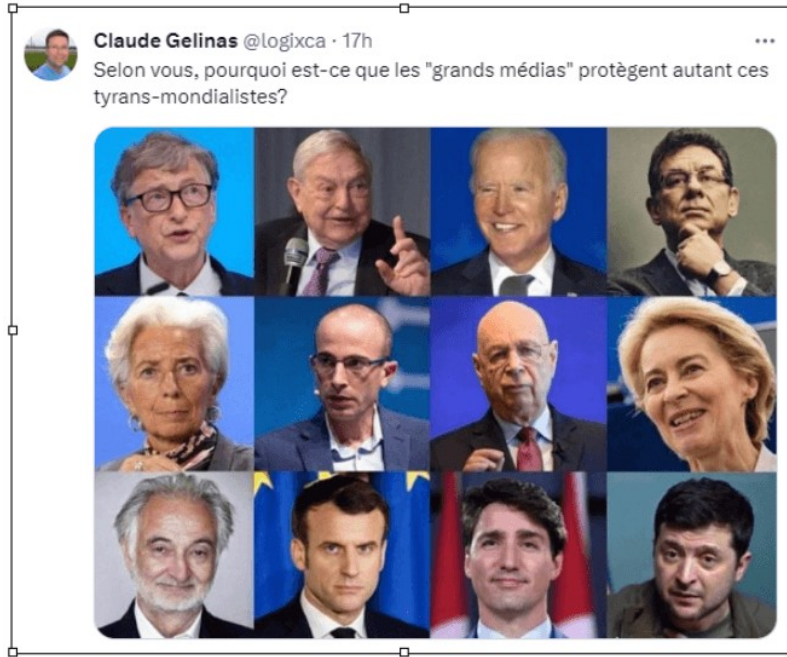 Claude Gelinas @logixca · 17h
Selon vous, pourquoi est-ce que les "grands médias" protègent autant ces
tyrans-mondialistes?